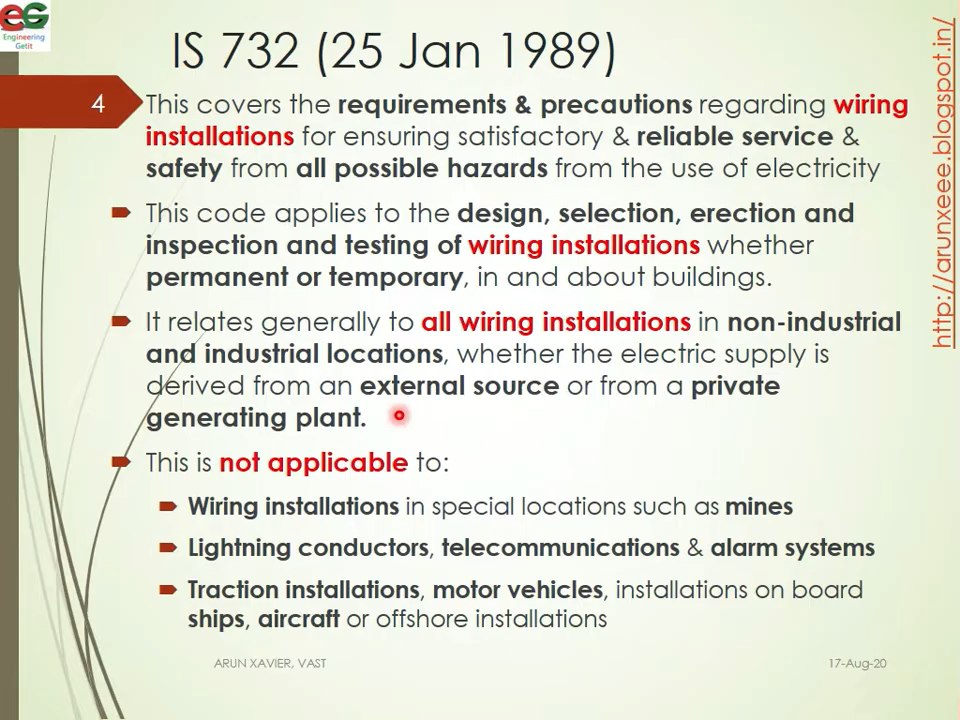 EG
Engineering
Getit
IS 732 (25 Jan 1989)
4
This covers the requirements & precautions regarding wiring
installations for ensuring satisfactory & reliable service &
safety from all possible hazards from the use of electricity
This code applies to the design, selection, erection and
inspection and testing of wiring installations whether
permanent or temporary, in and about buildings.
It relates generally to all wiring installations in non-industrial
and industrial locations, whether the electric supply is
derived from an external source or from a private
generating plant.
This is not applicable to:
Wiring installations in special locations such as mines
Lightning conductors, telecommunications & alarm systems
Traction installations, motor vehicles, installations on board
ships, aircraft or offshore installations
ARUN XAVIER, VAST
17-Aug-20
http://arunxeee.blogspot.in/